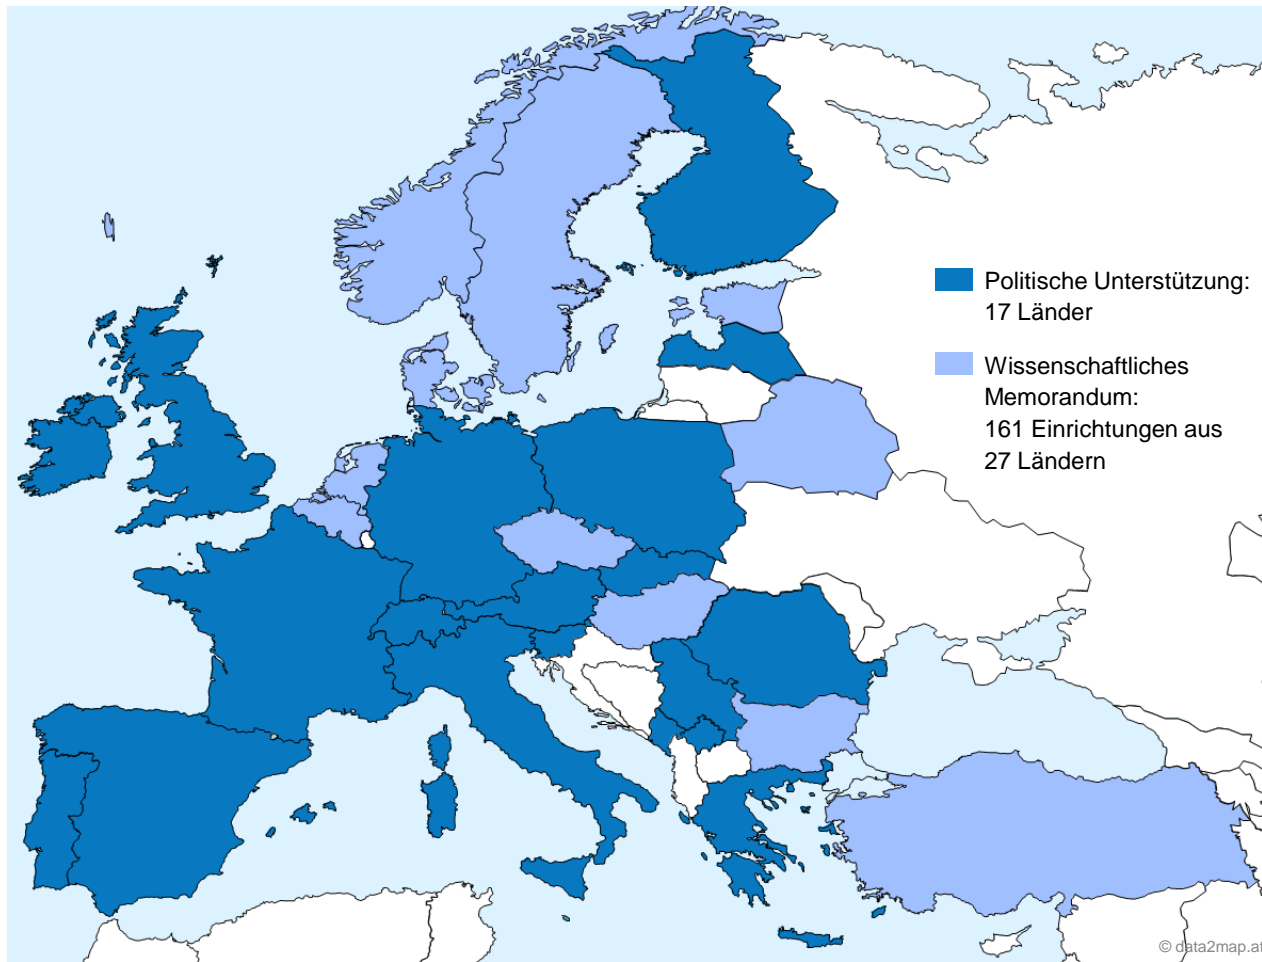 Politische Unterstützung:
17 Länder
Wissenschaftliches
Memorandum:
161 Einrichtungen aus
27 Ländern
© data2map.at